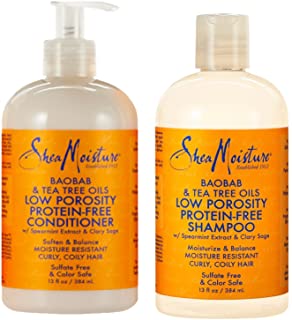 SheaMoisture
Established 1912
BAOBAB
& TEA TREE OILS
LOW POROSITY
PROTEIN-FREE
CONDITIONER
w/ Spearmint Extract & Clary Sage
Soften & Balance
MOISTURE RESISTANT
CURLY, COILY HAIR
Sulfate Free
& Color Safe
13 fl oz / 384 mL
SheaMoisture
Established 1912
BAOBAB
& TEA TREE OILS
LOW POROSITY
PROTEIN-FREE
SHAMPOO
w/ Spearmint Extract & Clary Sage
Moisturize & Balance
MOISTURE RESISTANT
CURLY, COILY HAIR
Sulfate Free
& Color Safe
13 fl oz / 384 mL